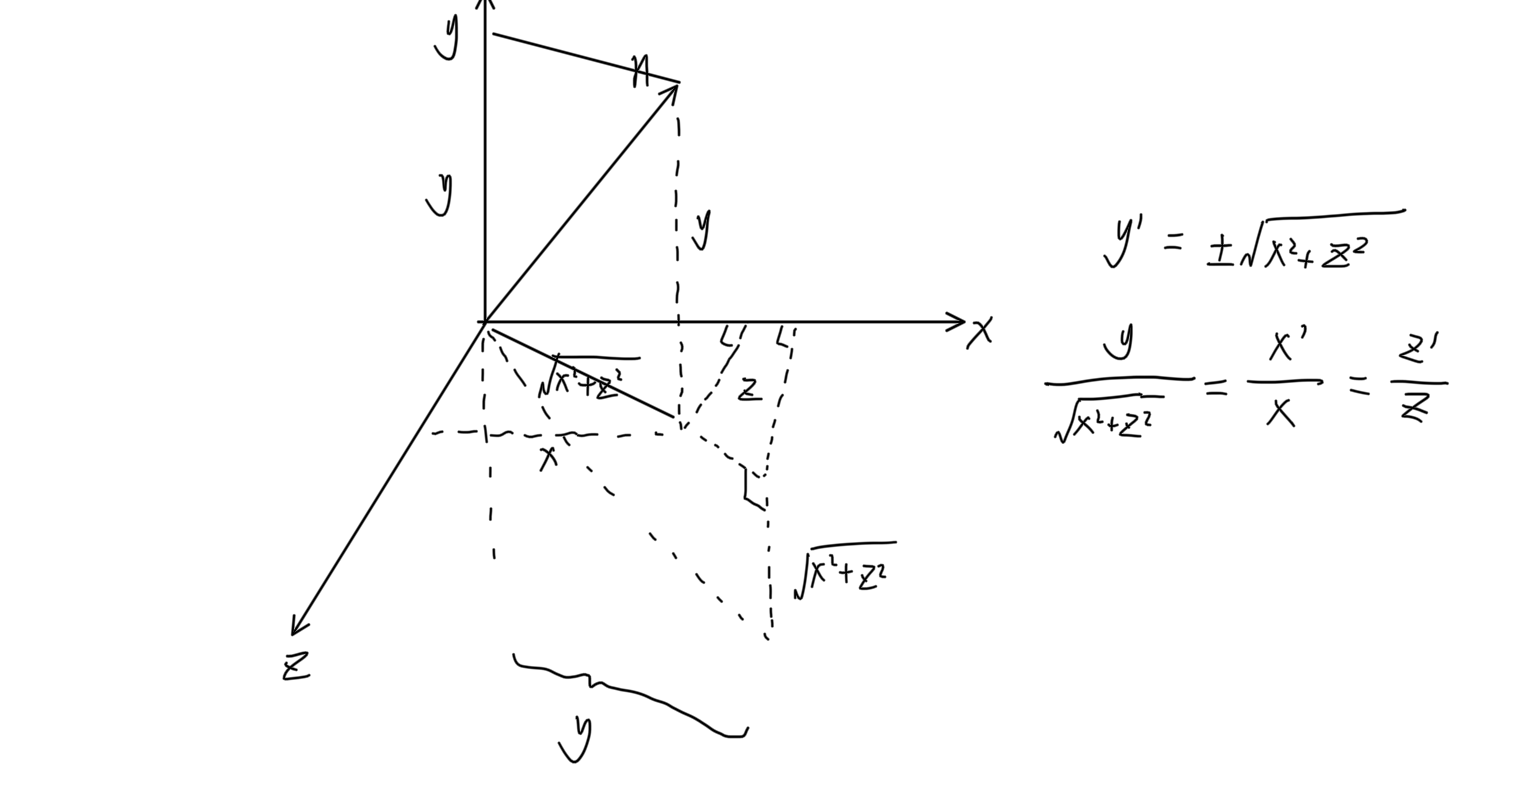 y
n
y
y
y' = ±√x²+z²
x
y/√x²+z² = x'/x = z'/z
√x²+z²
z
x
√x²+z²
z
y